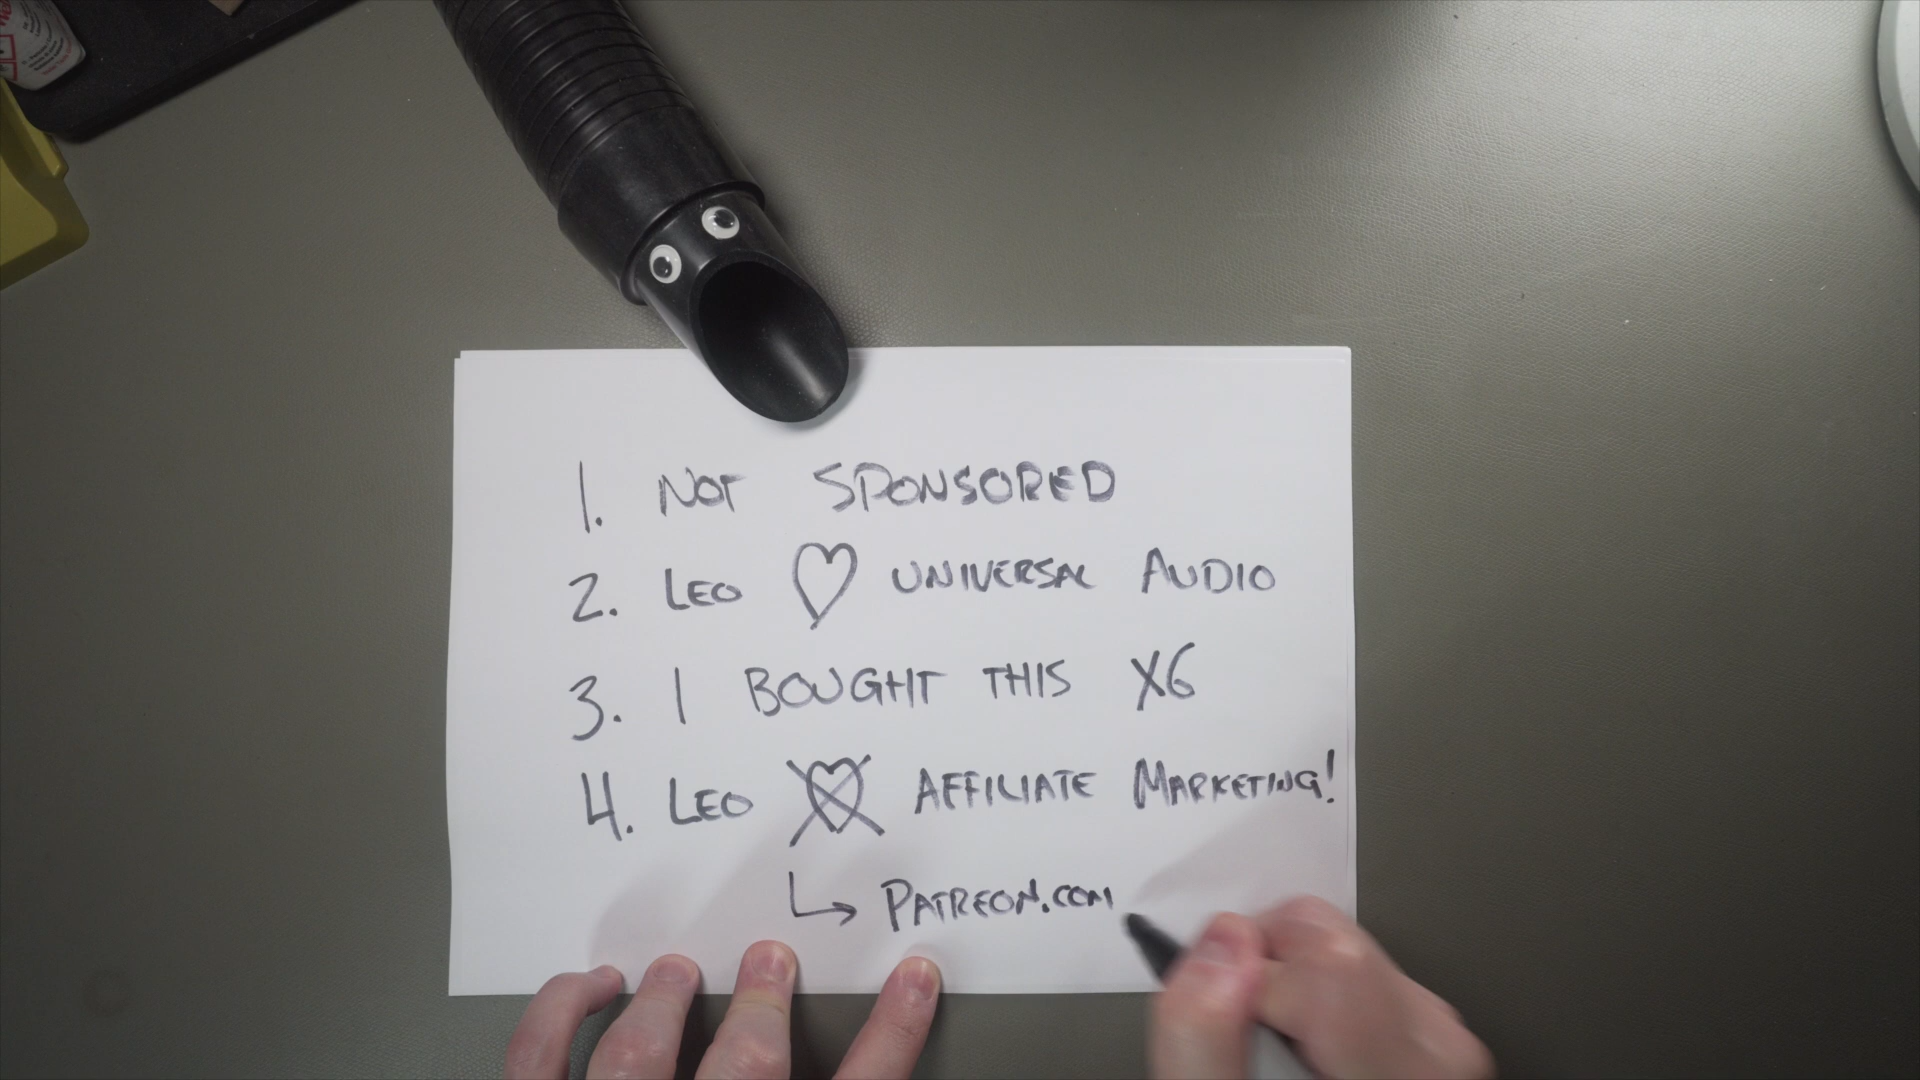 1. NOT SPONSORED
2. LEO ♡ UNIVERSAL AUDIO
3. I BOUGHT THIS X6
4. LEO AFFILIATE MARKETING!
↳ PATREON.COM